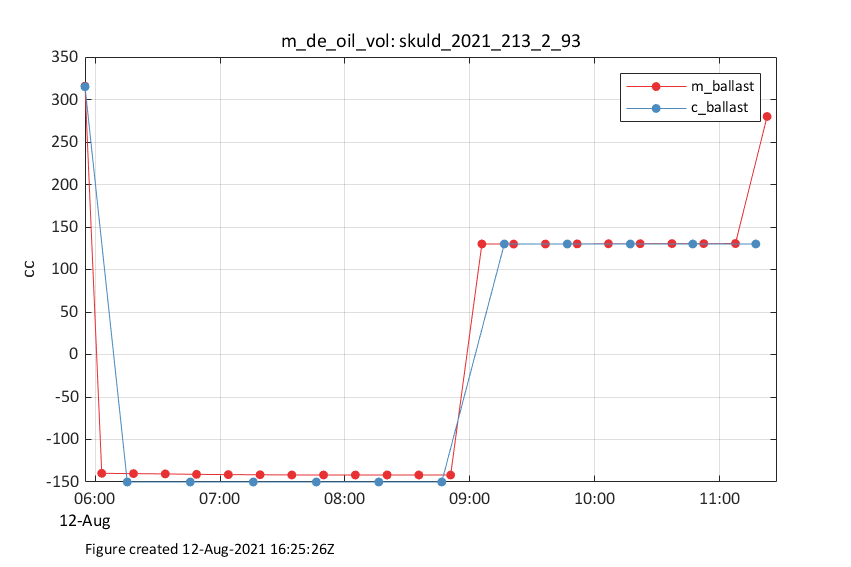 m_de_oil_vol: skuld_2021_213_2_93
350
300
250
200
150
100
50
0
-50
-100
-150
cc
m_ballast
c_ballast
06:00 07:00 08:00 09:00 10:00 11:00
12-Aug
Figure created 12-Aug-2021 16:25:26Z